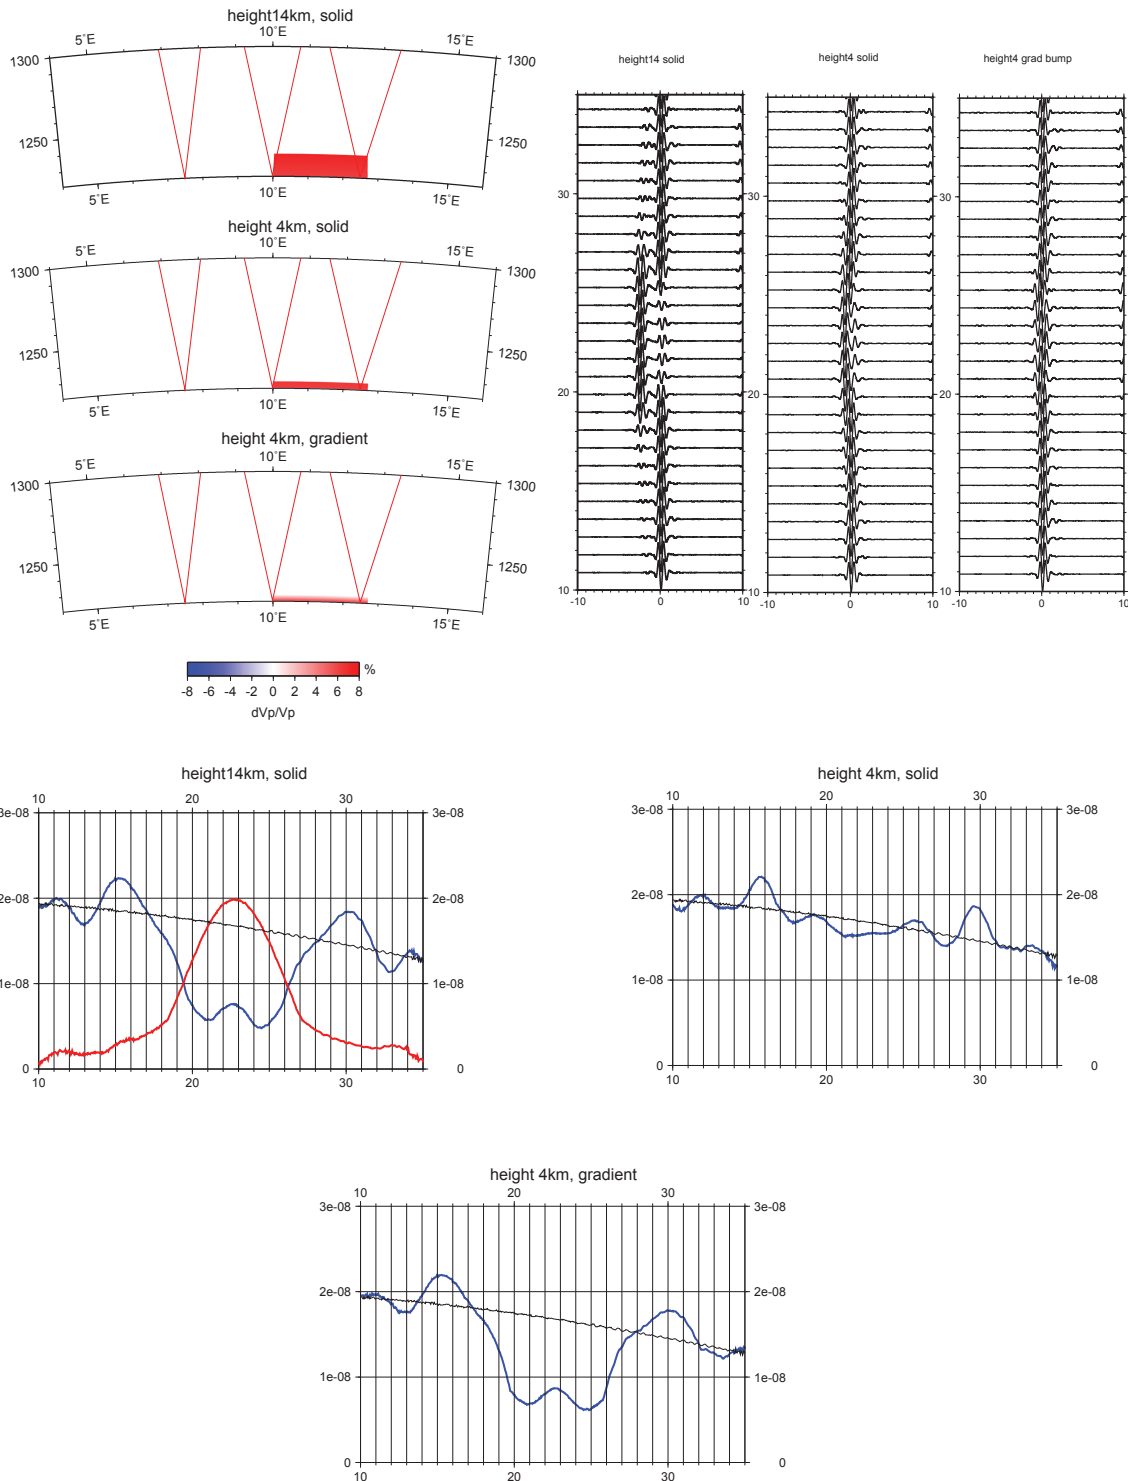 height14km, solid
10°E
5°E 15°E
1300 1300
1250 1250
5°E 15°E
10°E
height 4km, solid
10°E
5°E 15°E
1300 1300
1250 1250
5°E 15°E
10°E
height 4km, gradient
10°E
5°E 15°E
1300 1300
1250 1250
5°E 15°E
10°E
%
-8 -6 -4 -2 0 2 4 6 8
dVp/Vp
height14 solid
30
20
10
-10 0 10
height4 solid
30
20
10
-10 0 10
height4 grad bump
30
20
10
-10 0 10
height14km, solid
10 20 30
3e-08 3e-08
2e-08 2e-08
1e-08 1e-08
0 0
10 20 30
height 4km, solid
10 20 30
3e-08 3e-08
2e-08 2e-08
1e-08 1e-08
0 0
10 20 30
height 4km, gradient
10 20 30
3e-08 3e-08
2e-08 2e-08
1e-08 1e-08
0 0
10 20 30